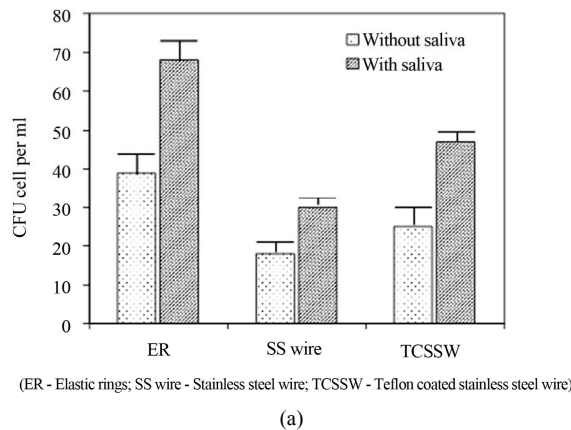 80
70
60
50
40
30
20
10
0
CFU cell per ml
Without saliva
With saliva
ER SS wire TCSSW
(ER - Elastic rings; SS wire - Stainless steel wire; TCSSW - Teflon coated stainless steel wire)
(a)